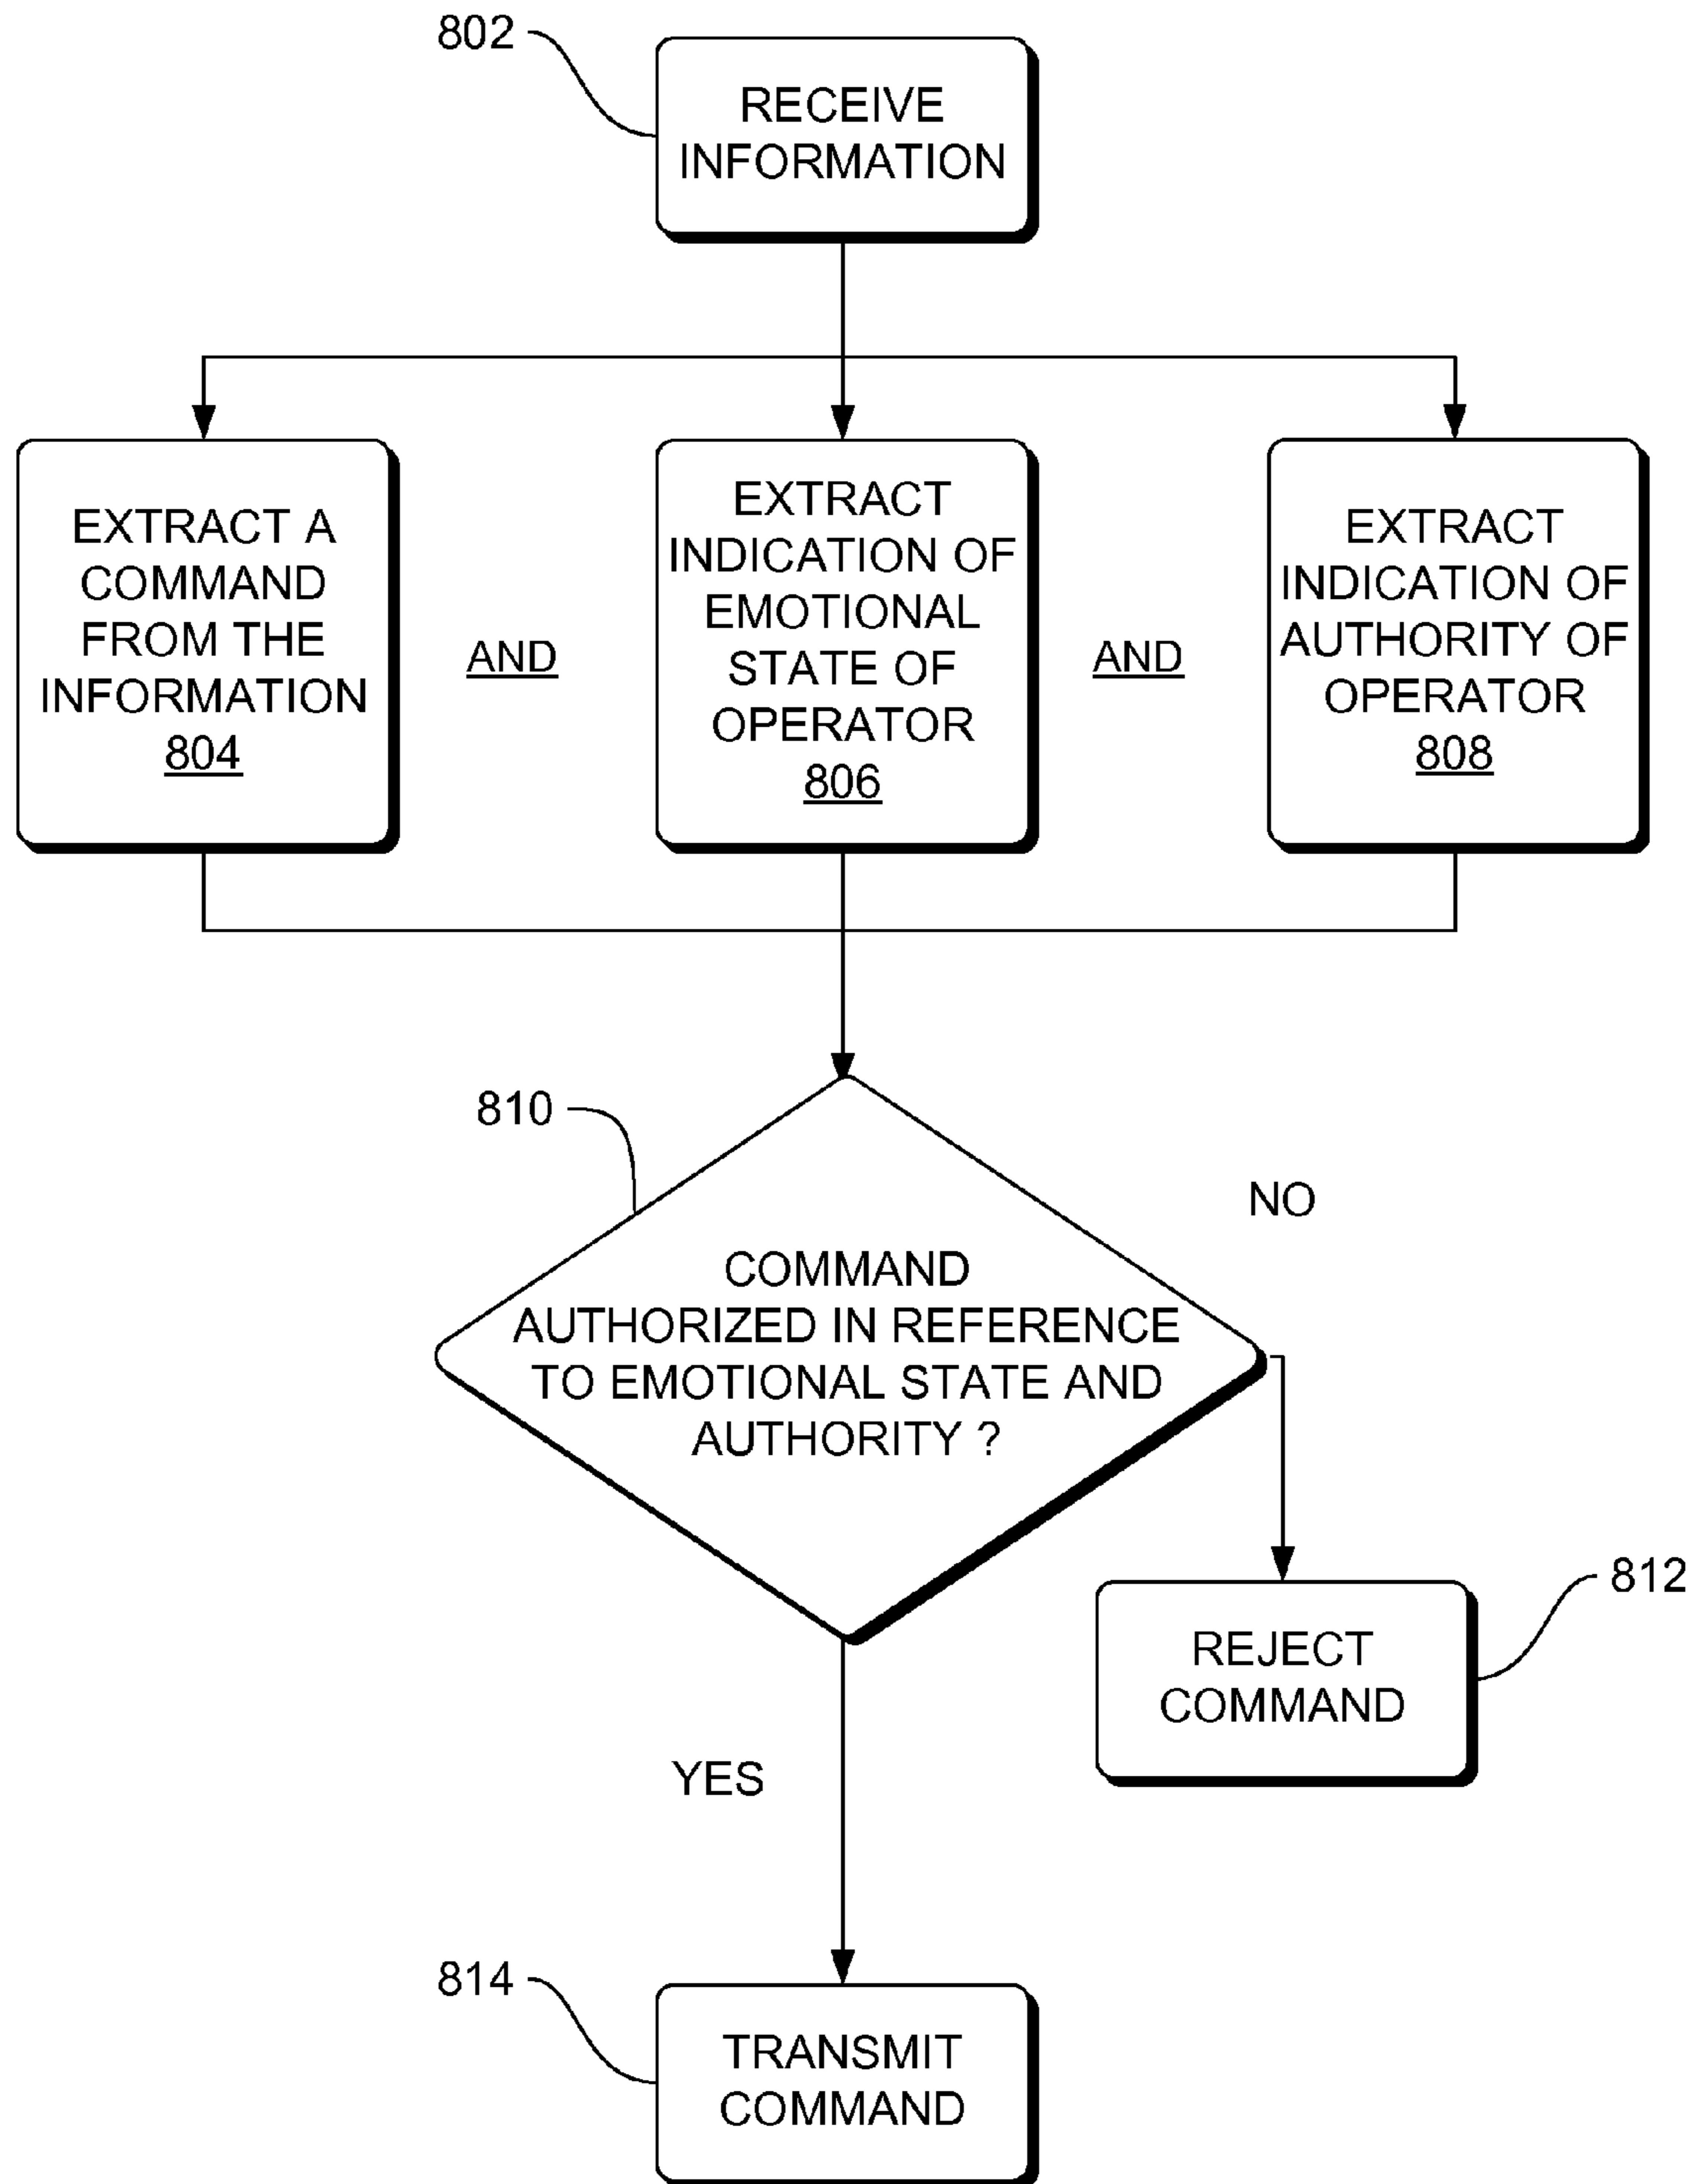 802
RECEIVE
INFORMATION
EXTRACT A
COMMAND
FROM THE
INFORMATION
804
AND
EXTRACT
INDICATION OF
EMOTIONAL
STATE OF
OPERATOR
806
AND
EXTRACT
INDICATION OF
AUTHORITY OF
OPERATOR
808
810
COMMAND
AUTHORIZED IN REFERENCE
TO EMOTIONAL STATE AND
AUTHORITY ?
NO
812
REJECT
COMMAND
YES
814
TRANSMIT
COMMAND